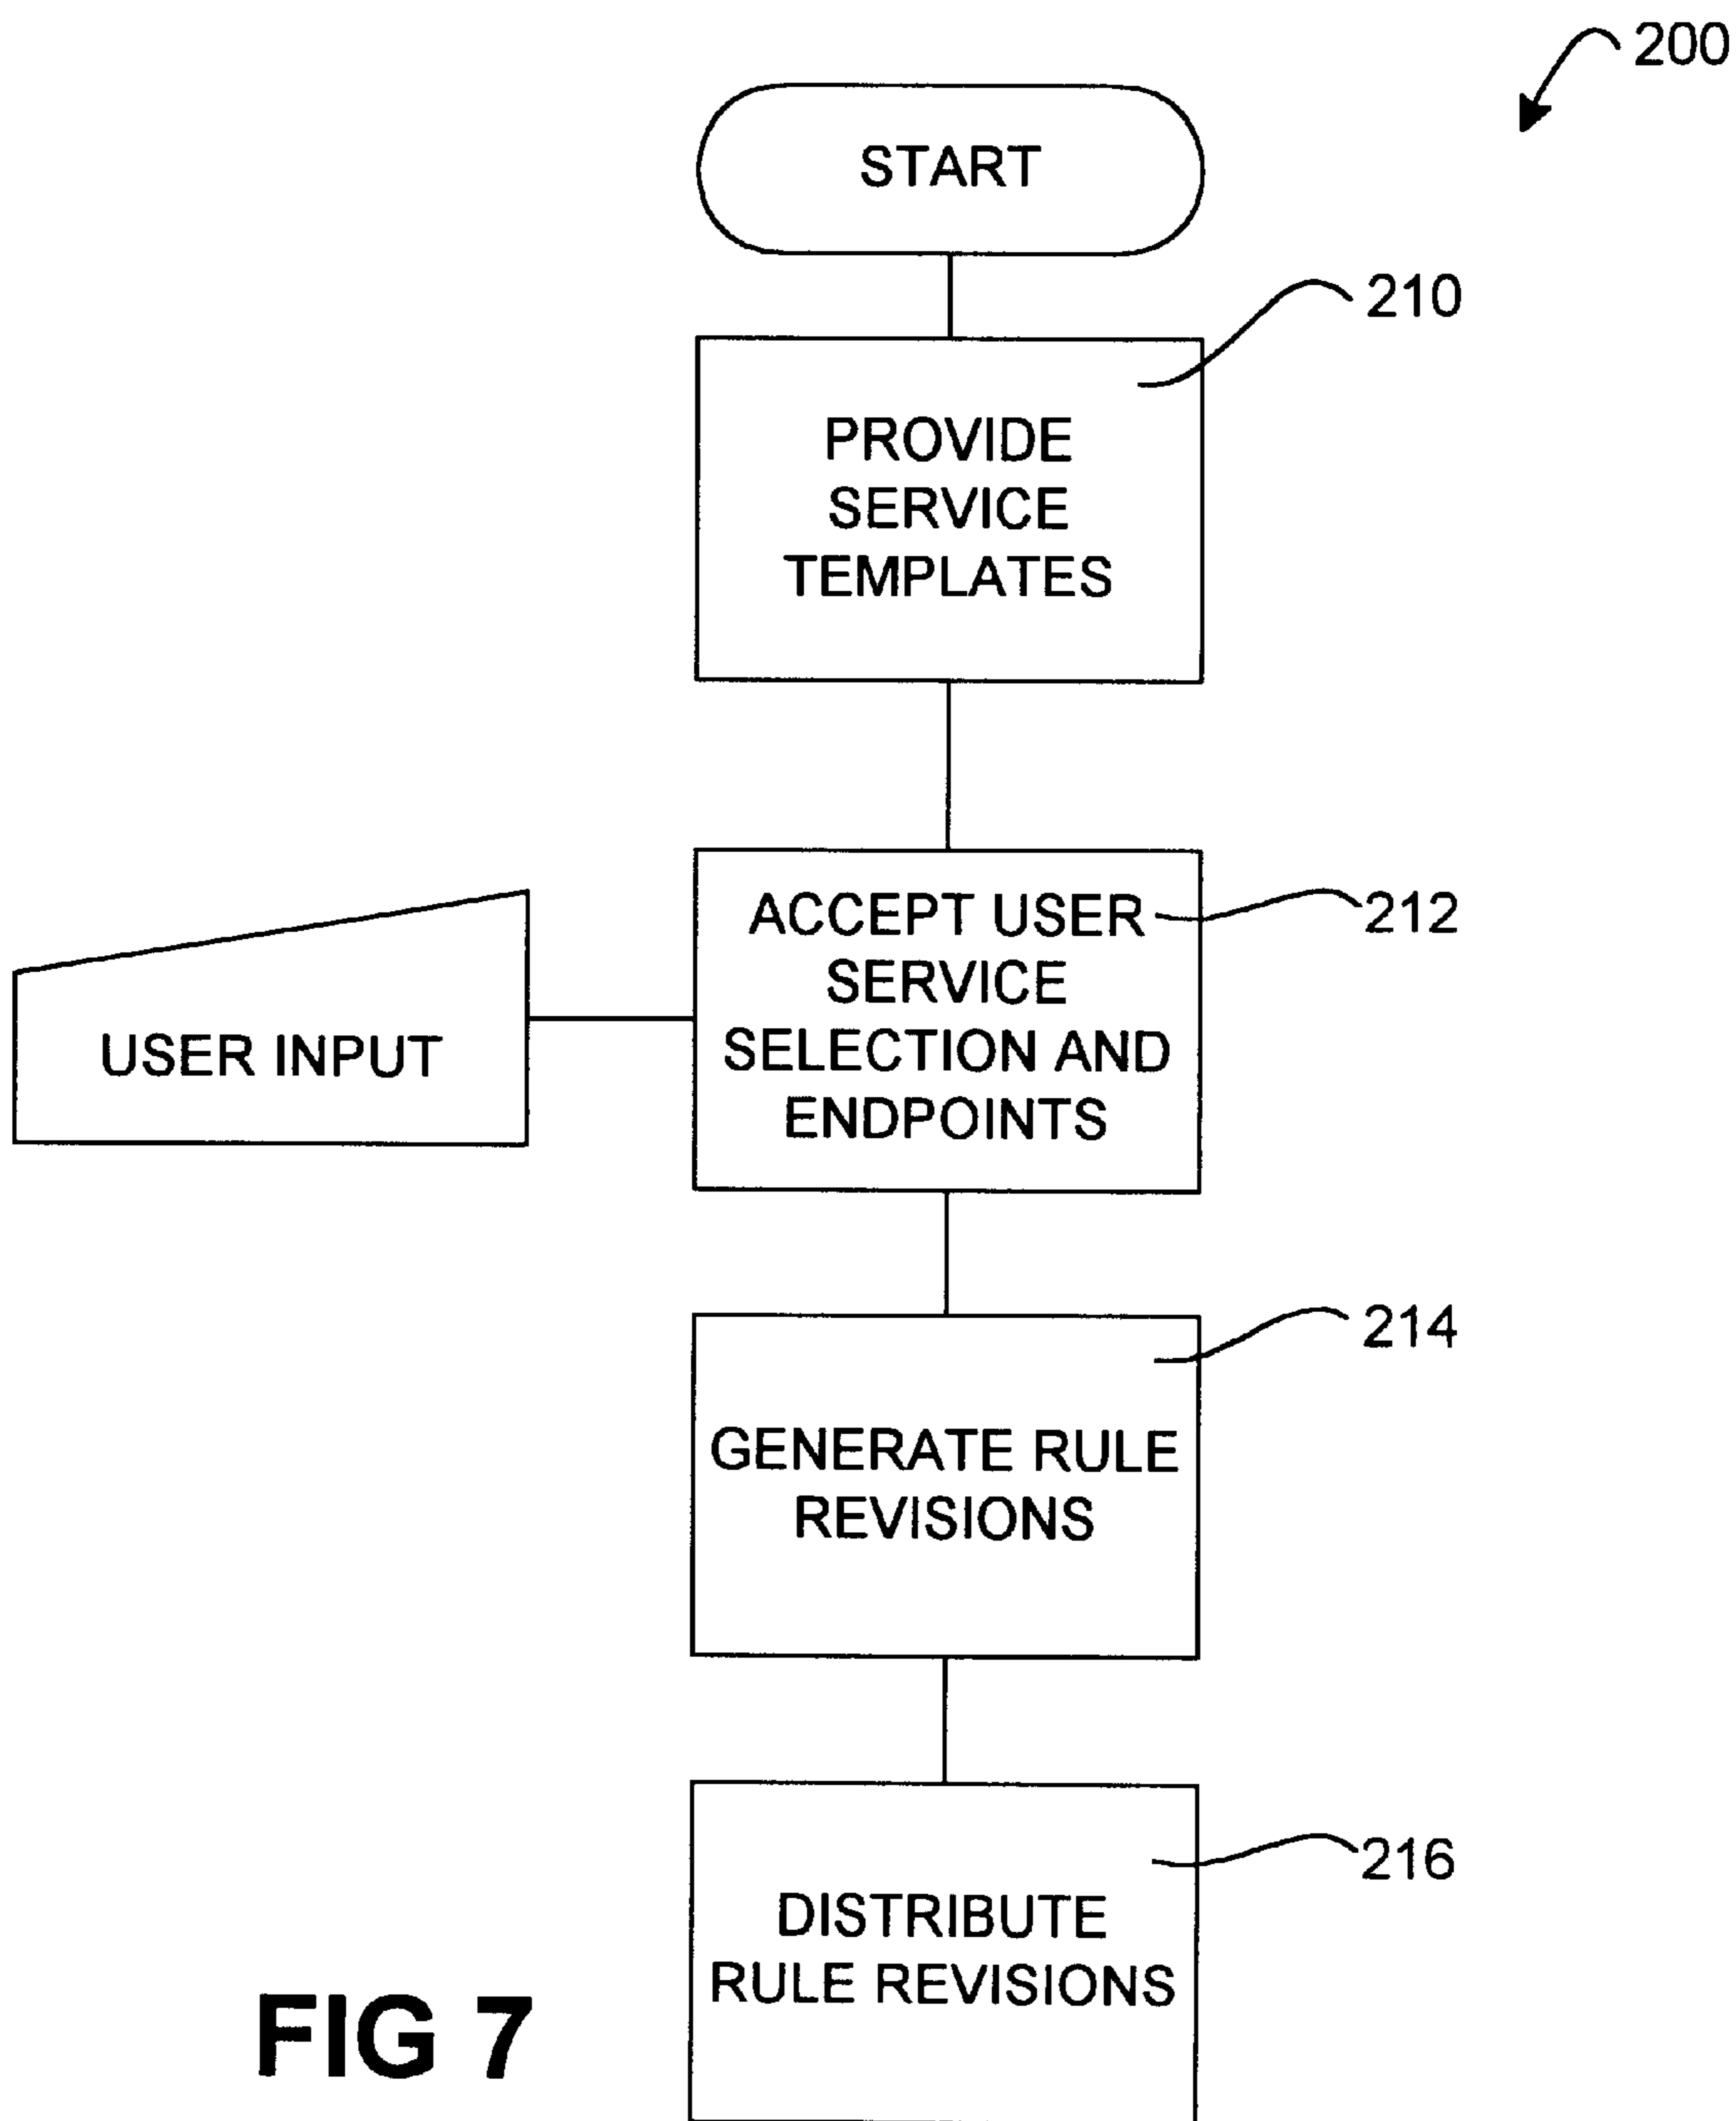 200
START
210
PROVIDE
SERVICE
TEMPLATES
ACCEPT USER
SERVICE
SELECTION AND
ENDPOINTS
212
USER INPUT
214
GENERATE RULE
REVISIONS
216
DISTRIBUTE
RULE REVISIONS
FIG 7